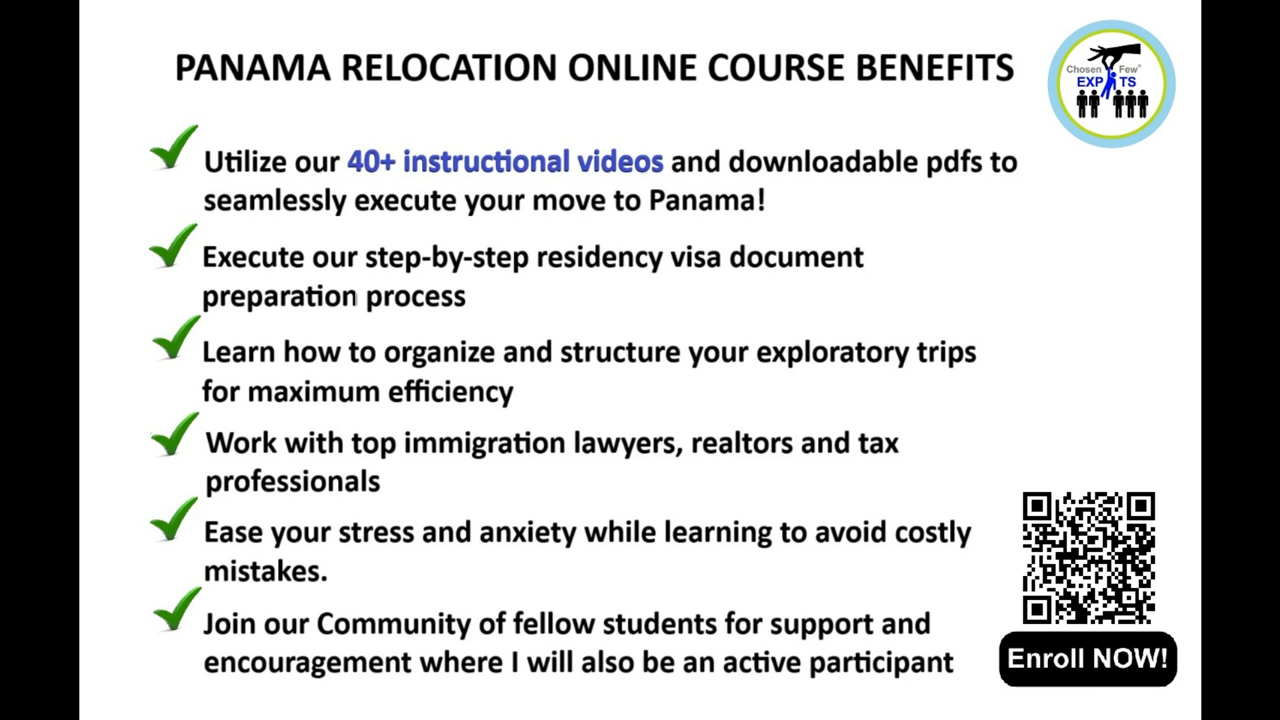 PANAMA RELOCATION ONLINE COURSE BENEFITS
Chosen Few®
EXP TS
Utilize our 40+ instructional videos and downloadable pdfs to
seamlessly execute your move to Panama!
Execute our step-by-step residency visa document
preparation process
Learn how to organize and structure your exploratory trips
for maximum efficiency
Work with top immigration lawyers, realtors and tax
professionals
Ease your stress and anxiety while learning to avoid costly
mistakes.
Join our Community of fellow students for support and
encouragement where I will also be an active participant
Enroll NOW!